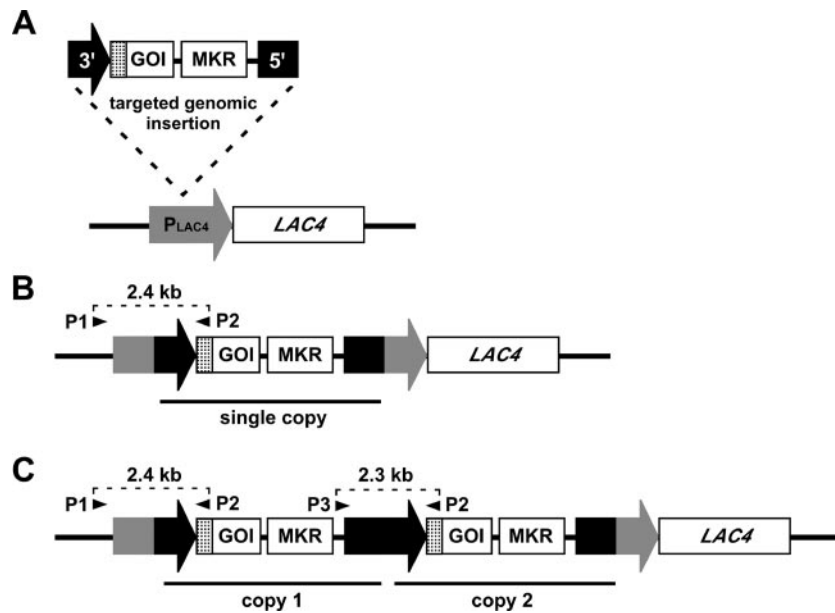 A
3' GOI MKR 5'
targeted genomic
insertion
PLAC4 LAC4
B
2.4 kb
P1 P2
GOI MKR LAC4
single copy
C
2.4 kb 2.3 kb
P1 P2 P3 P2
GOI MKR GOI MKR LAC4
copy 1 copy 2